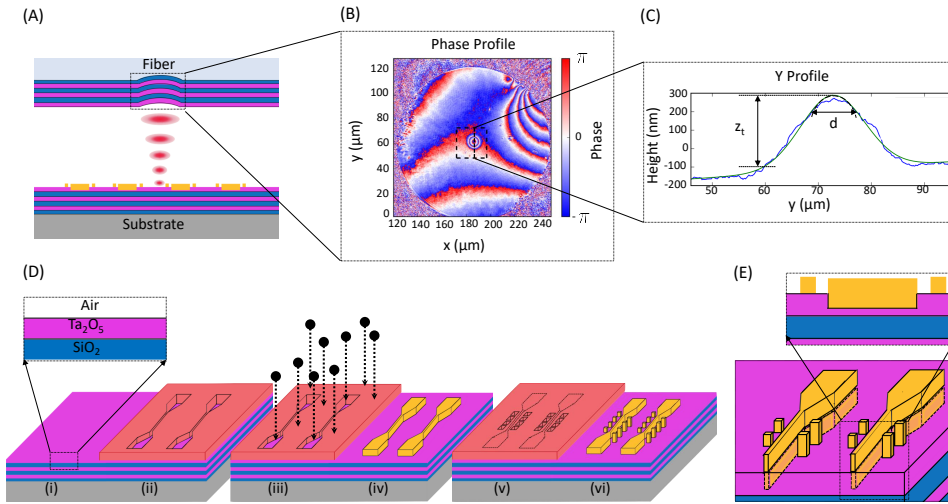 (A)
Fiber
Substrate
(B)
Phase Profile
120
100
80
60
40
20
0
y (μm)
120 140 160 180 200 220 240
x (μm)
π
0
-π
Phase
(C)
Y Profile
300
200
100
0
-100
-200
Height (nm)
z_t
d
50 60 70 80 90
y (μm)
(D)
Air
Ta₂O₅
SiO₂
(i)
(ii)
(iii)
(iv)
(v)
(vi)
(E)